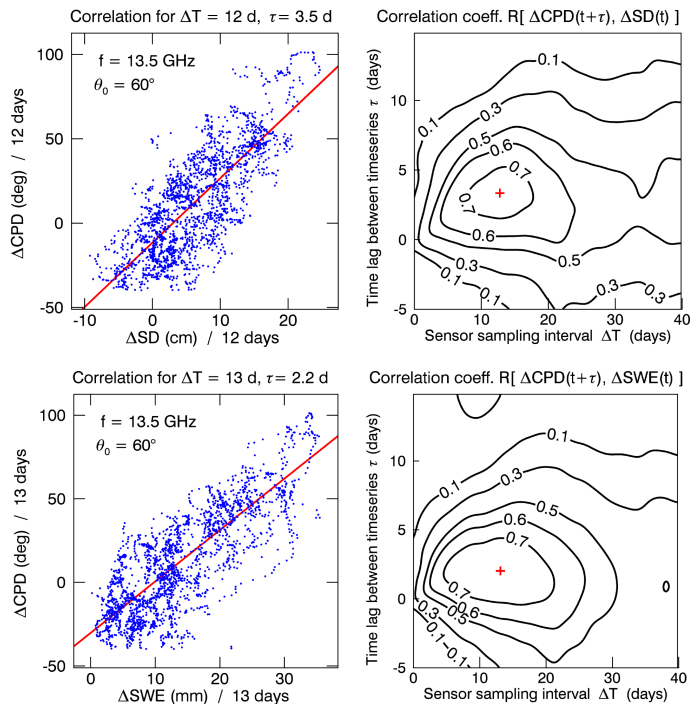 Correlation for ΔT = 12 d, τ = 3.5 d
f = 13.5 GHz
θ₀ = 60°
ΔCPD (deg) / 12 days
100
50
0
-50
-10 0 10 20
ΔSD (cm) / 12 days
Correlation coeff. R[ ΔCPD(t+τ), ΔSD(t) ]
Time lag between timeseries τ (days)
10
5
0
-5
0.1
0.1
0.3
0.5
0.6
0.7
0.7
0.6
0.5
0.3
0.1
0.1
0.3
0.3
0 10 20 30 40
Sensor sampling interval ΔT (days)
Correlation for ΔT = 13 d, τ = 2.2 d
f = 13.5 GHz
θ₀ = 60°
ΔCPD (deg) / 13 days
100
50
0
-50
0 10 20 30
ΔSWE (mm) / 13 days
Correlation coeff. R[ ΔCPD(t+τ), ΔSWE(t) ]
Time lag between timeseries τ (days)
10
5
0
-5
0.1
0.1
0.3
0.5
0.6
0.7
0.7
0.6
0.5
0.3
0.1
0.1
0 10 20 30 40
Sensor sampling interval ΔT (days)